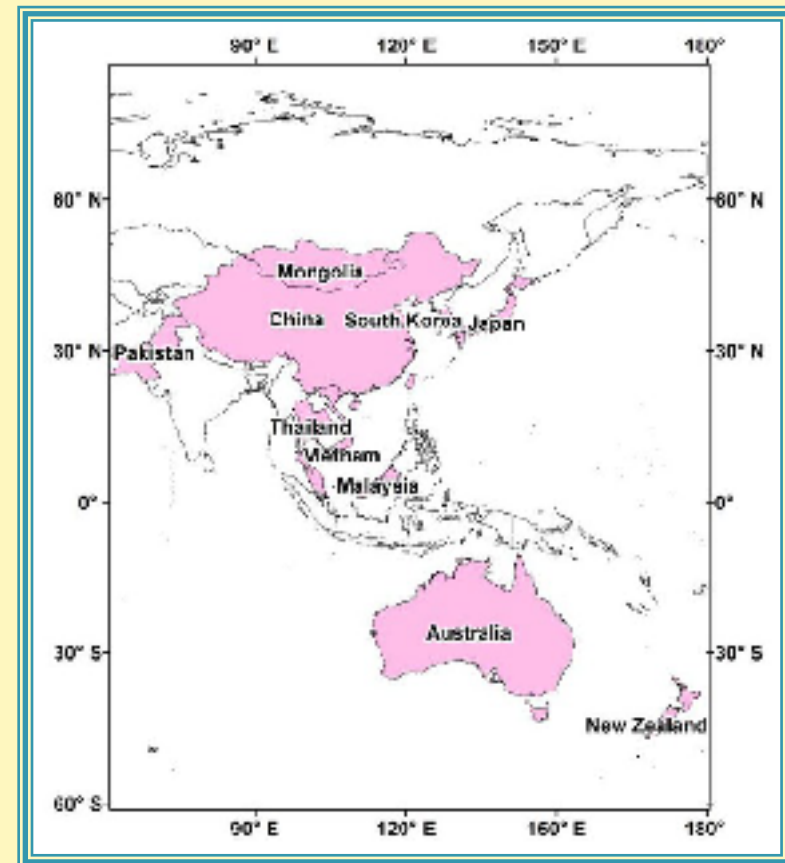 90° E 120° E 150° E 180°
60° N 60° N
Mongolia
China South Korea Japan
30° N 30° N
Pakistan
Thailand
Vietnam
Malaysia
0° 0°
Australia
30° S 30° S
New Zealand
60° S
90° E 120° E 150° E 180°